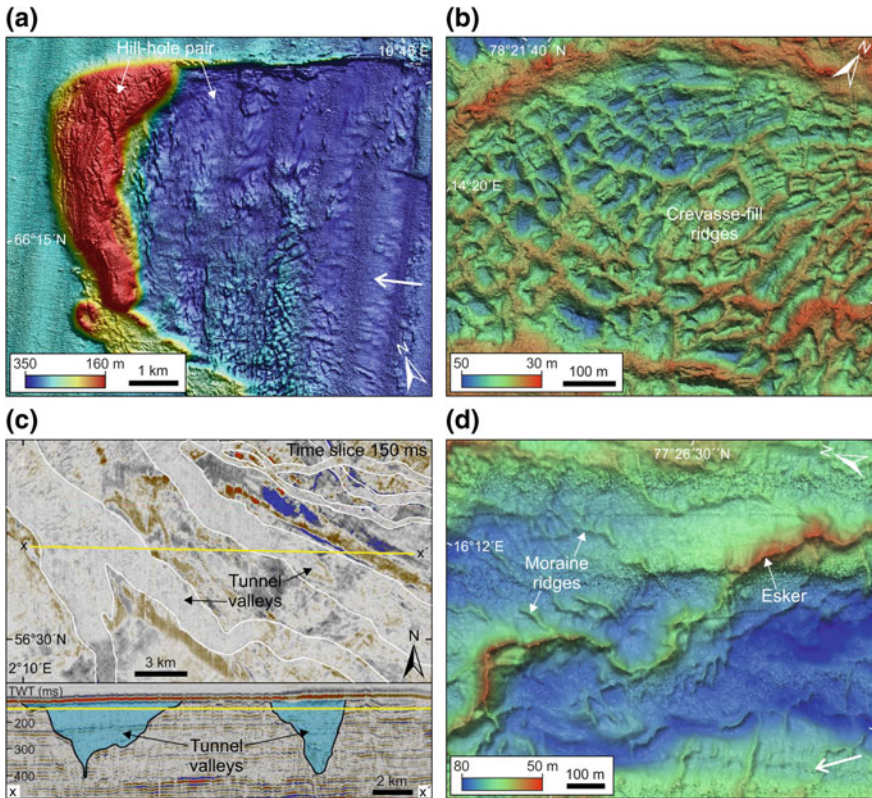 (a)
Hill-hole pair
10°45´E
66°15´N
N
350 160 m
1 km
(b)
78°21´40´´N
N
14°20´E
Crevasse-fill
ridges
50 30 m
100 m
(c)
Time slice 150 ms
x x´
Tunnel
valleys
56°30´N
2°10´E
3 km
N
TWT (ms)
200
300
400
Tunnel
valleys
2 km
x x´
(d)
77°26´30´´N
N
16°12´E
Moraine
ridges
Esker
80 50 m
100 m